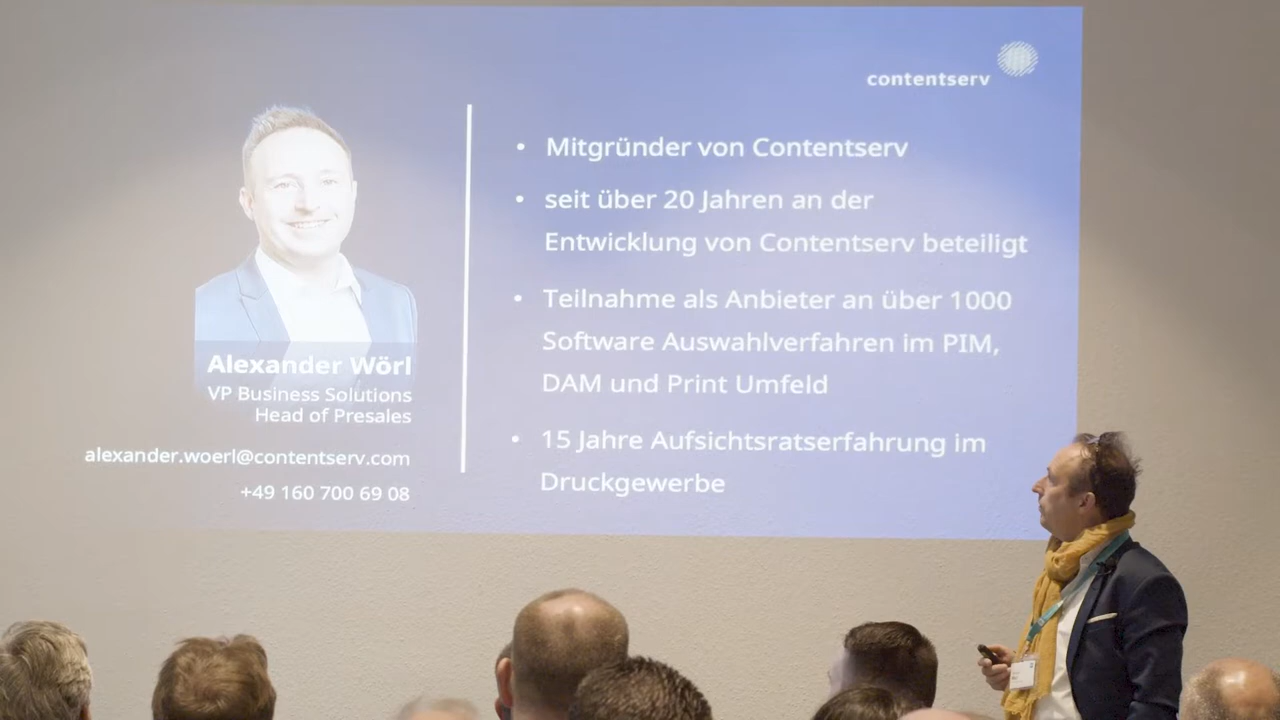 contentserv
Alexander Wörl
VP Business Solutions
Head of Presales
alexander.woerl@contentserv.com
+49 160 700 69 08
• Mitgründer von Contentserv
• seit über 20 Jahren an der
Entwicklung von Contentserv beteiligt
• Teilnahme als Anbieter an über 1000
Software Auswahlverfahren im PIM,
DAM und Print Umfeld
• 15 Jahre Aufsichtsratserfahrung im
Druckgewerbe